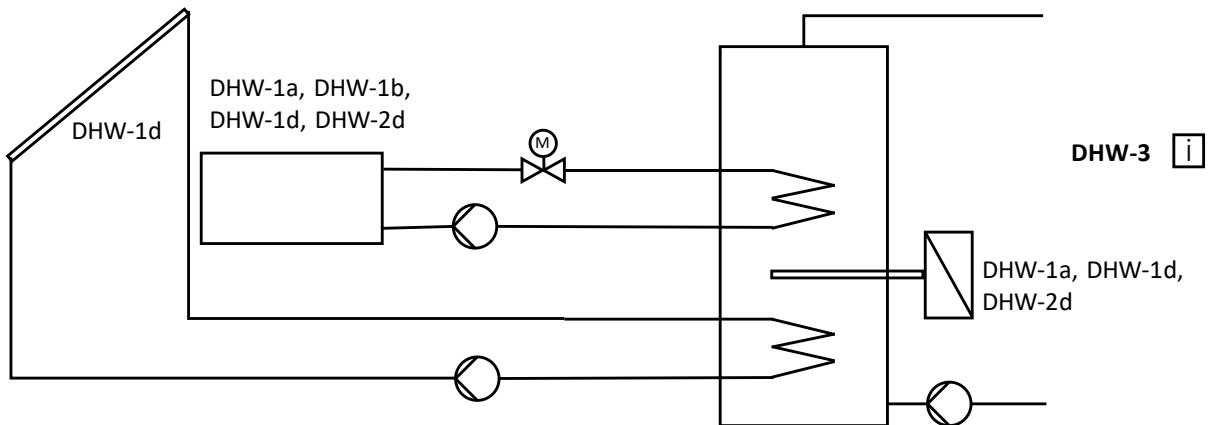 DHW-1d
DHW-1a, DHW-1b,
DHW-1d, DHW-2d
M
DHW-3 i
DHW-1a, DHW-1d,
DHW-2d